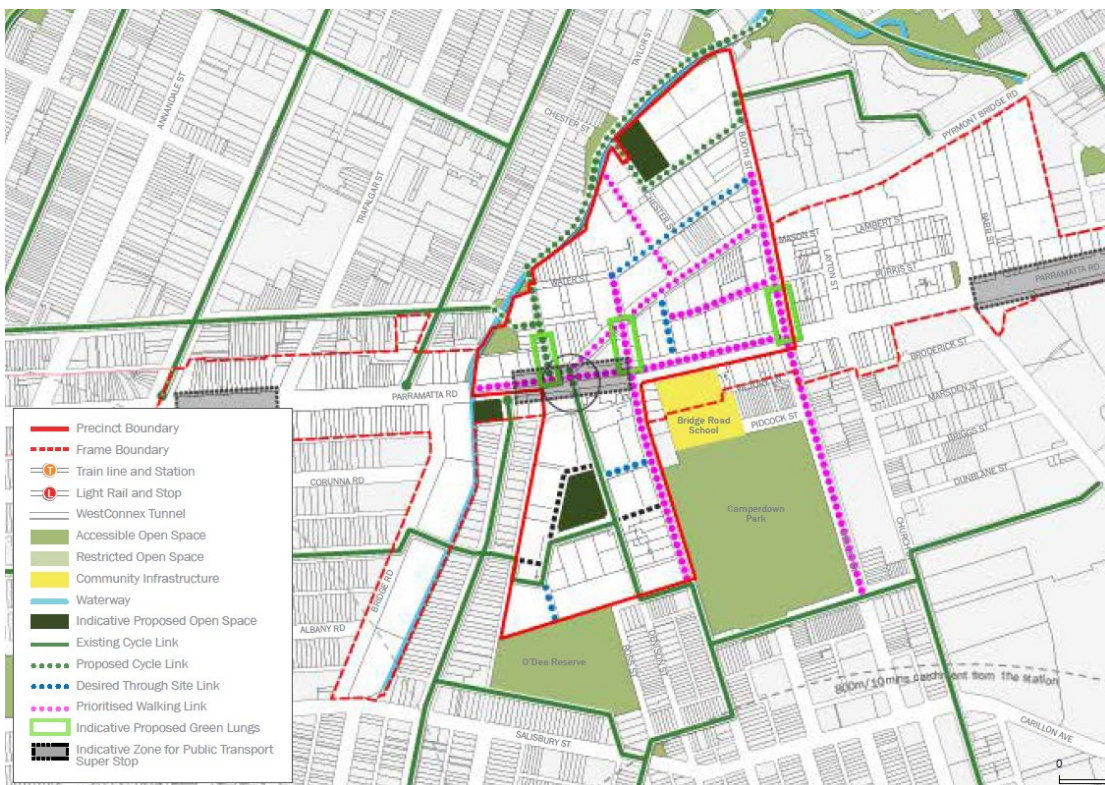 ANNANDALE ST
TRAFALGAR ST
TAYLOR ST
CHESTER ST
PYRMONT BRIDGE RD
BOOTH ST
CHESTER ST
MASON ST
LAMBERT ST
BARR ST
LAYTON ST
PURKIS ST
PARRAMATTA RD
WATER ST
BRODERICK ST
MARSDEN ST
BRIGGS ST
DUNBLANE ST
PARRAMATTA RD
Bridge Road
School
PIDCOCK ST
Camperdown
Park
CORUNNA RD
BRIDGE RD
ALBANY RD
O'Dea Reserve
SALISBURY ST
800m/10mins catchment from the station
CARILLON AVE
Precinct Boundary
Frame Boundary
T
Train line and Station
L
Light Rail and Stop
WestConnex Tunnel
Accessible Open Space
Restricted Open Space
Community Infrastructure
Waterway
Indicative Proposed Open Space
Existing Cycle Link
Proposed Cycle Link
Desired Through Site Link
Prioritised Walking Link
Indicative Proposed Green Lungs
Indicative Zone for Public Transport
Super Stop
0